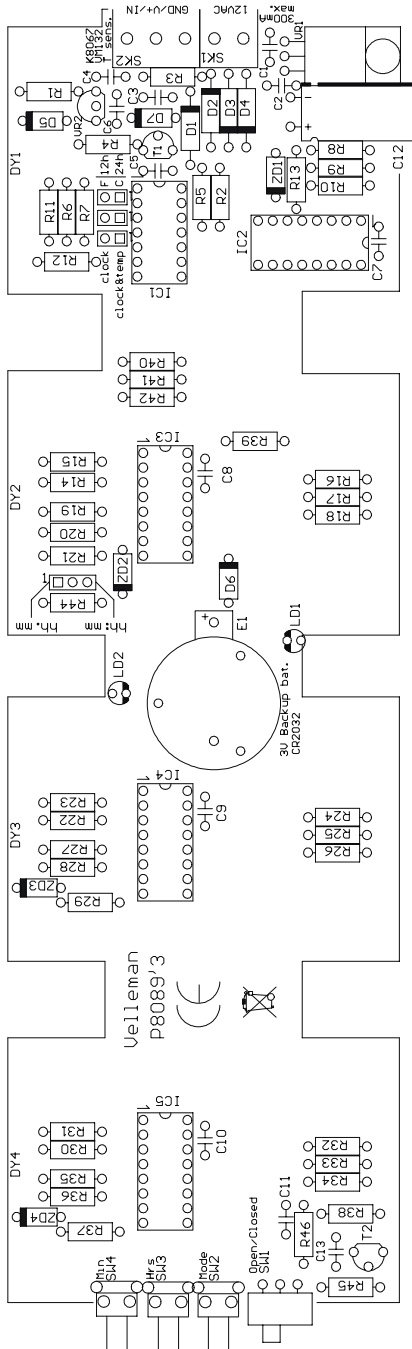 K8067
VM132
T sens.
GND/V+/IN
12VAC
300mA
max.
VR1
SK2
SK1
C4
R3
C1
C2
R1
DY1
D5
VR2
C6
C3
D7
D1
D2
D3
D4
R4
T1
C5
F
C
12h
24h
ZD1
R13
R8
R9
R10
C12
+
−
R11
R6
R7
R5
R2
IC2
C7
R12
clock
clock&temp
IC1
R40
R41
R42
DY2
R15
R14
R19
R20
R21
IC3
1
C8
R39
R16
R17
R18
ZD2
1
R44
hh.mm
hh:mm
D6
+
E1
LD1
LD2
3V Backup bat.
CR2032
DY3
R23
R22
R27
R28
ZD3
R29
IC4
1
C9
R24
R25
R26
Velleman
P8089'3
CE
DY4
R31
R30
R35
R36
ZD4
R37
IC5
1
C10
R32
R33
R34
C11
R46
R38
C13
T2
R45
Min
SW4
Hrs
SW3
Mode
SW2
Open/Closed
SW1